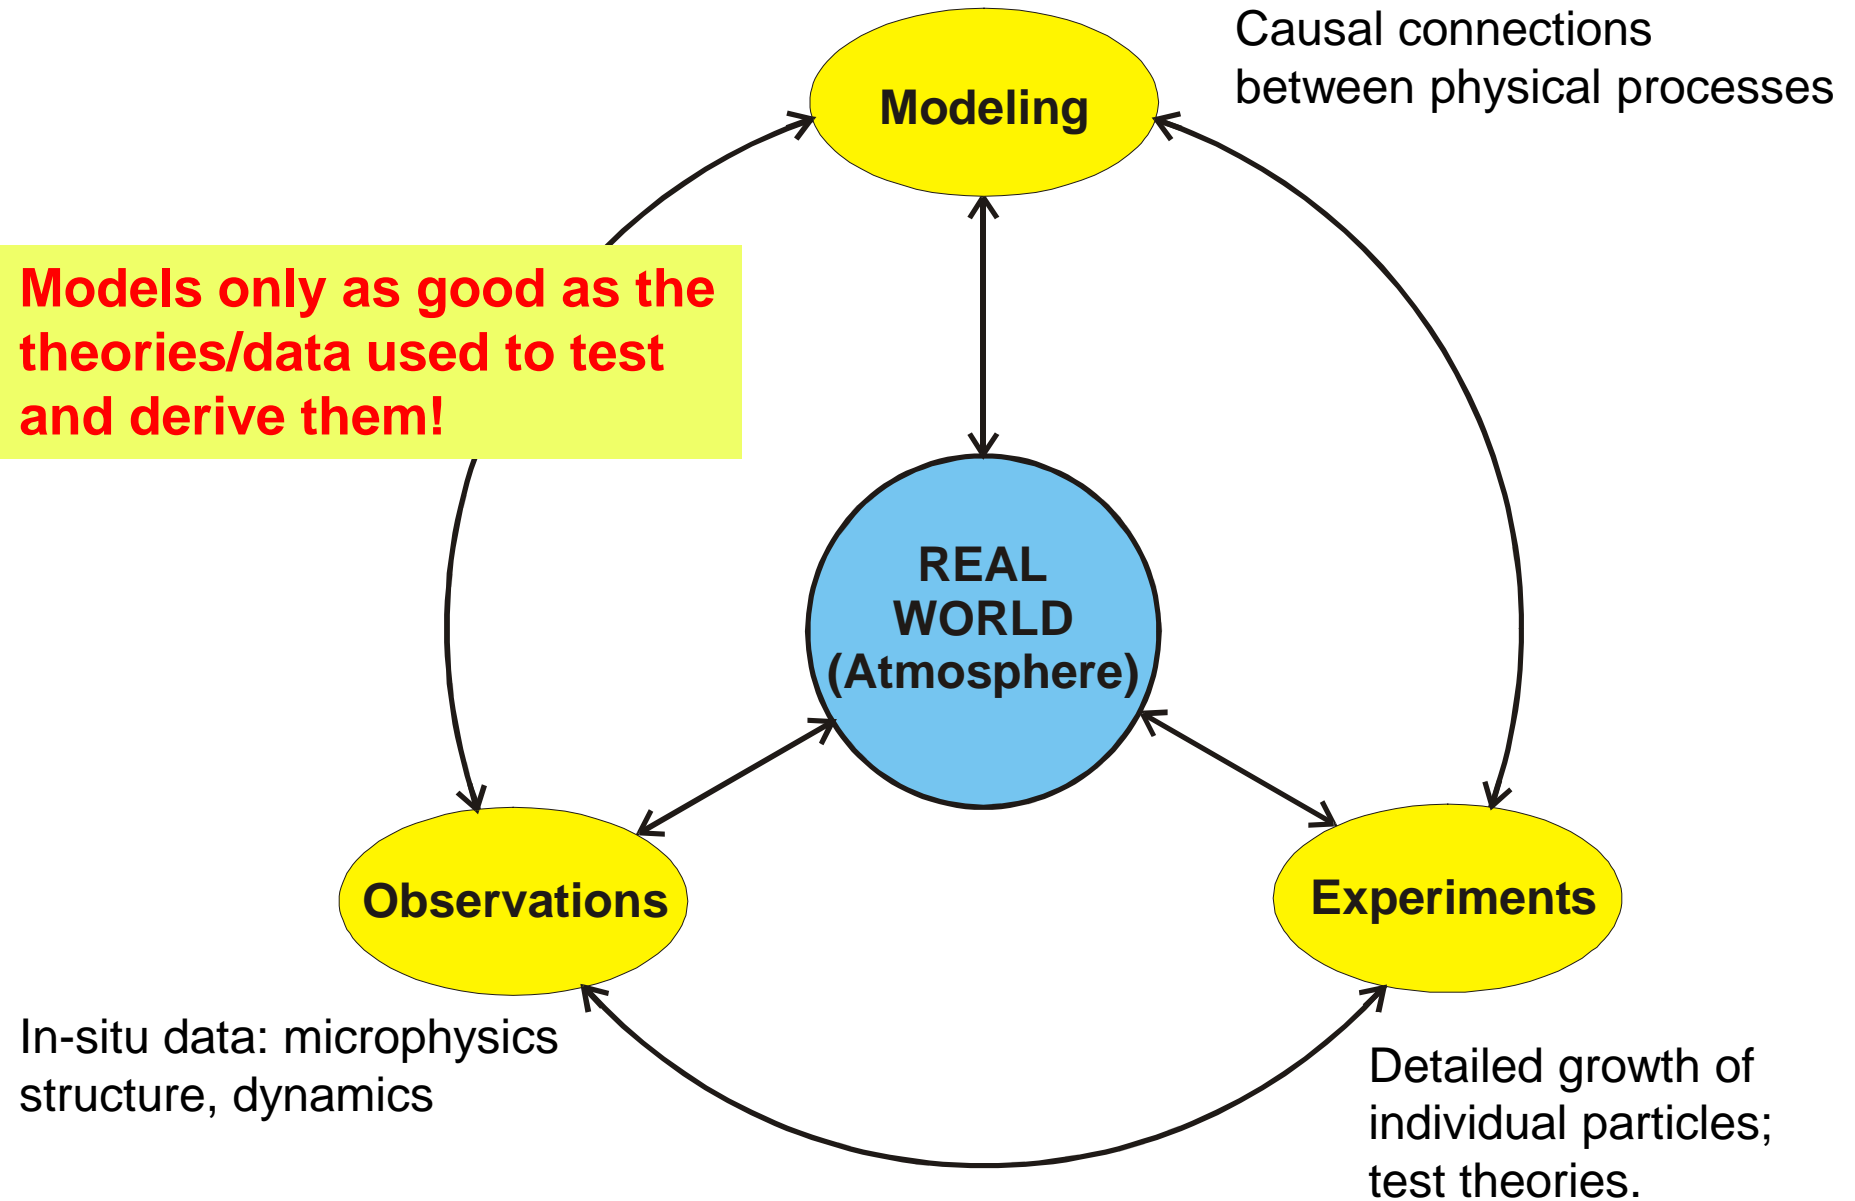 Causal connections
between physical processes
Modeling
Models only as good as the
theories/data used to test
and derive them!
REAL
WORLD
(Atmosphere)
Observations
Experiments
In-situ data: microphysics
structure, dynamics
Detailed growth of
individual particles;
test theories.